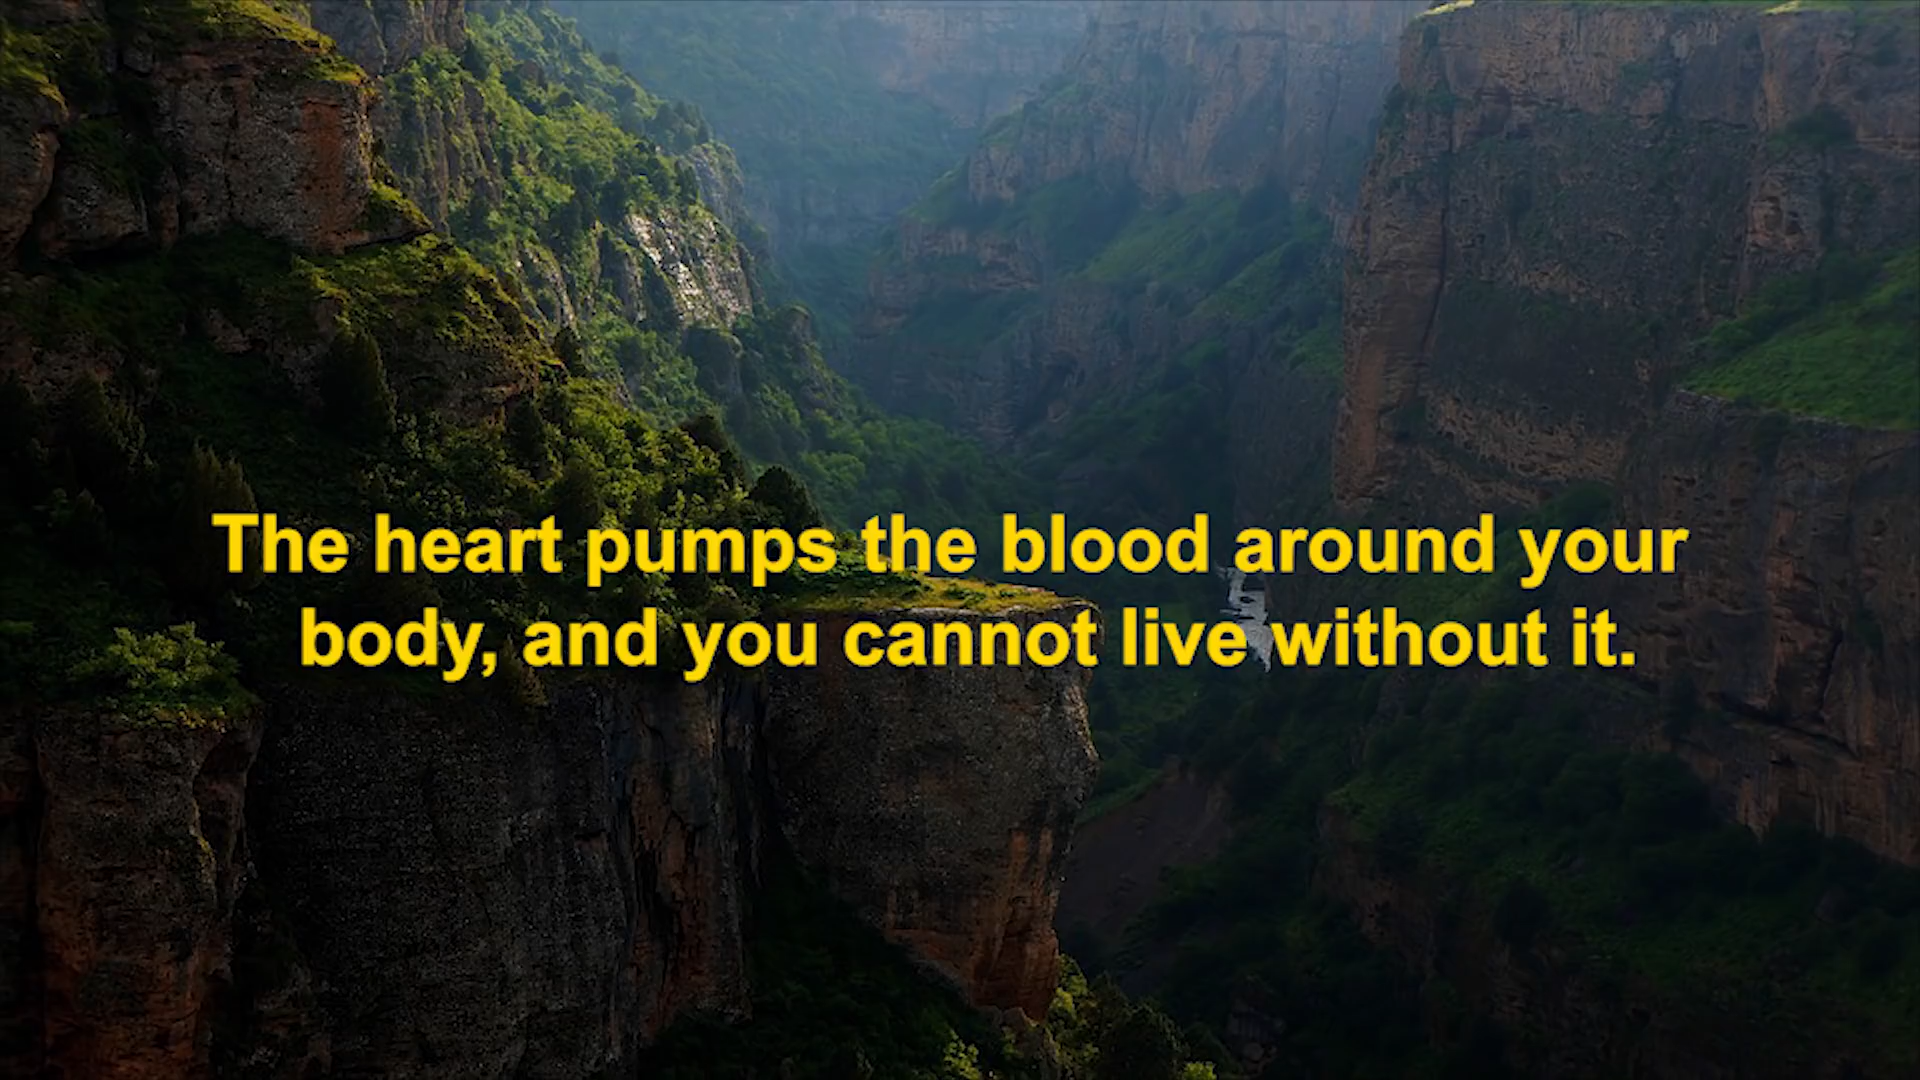 The heart pumps the blood around your
body, and you cannot live without it.